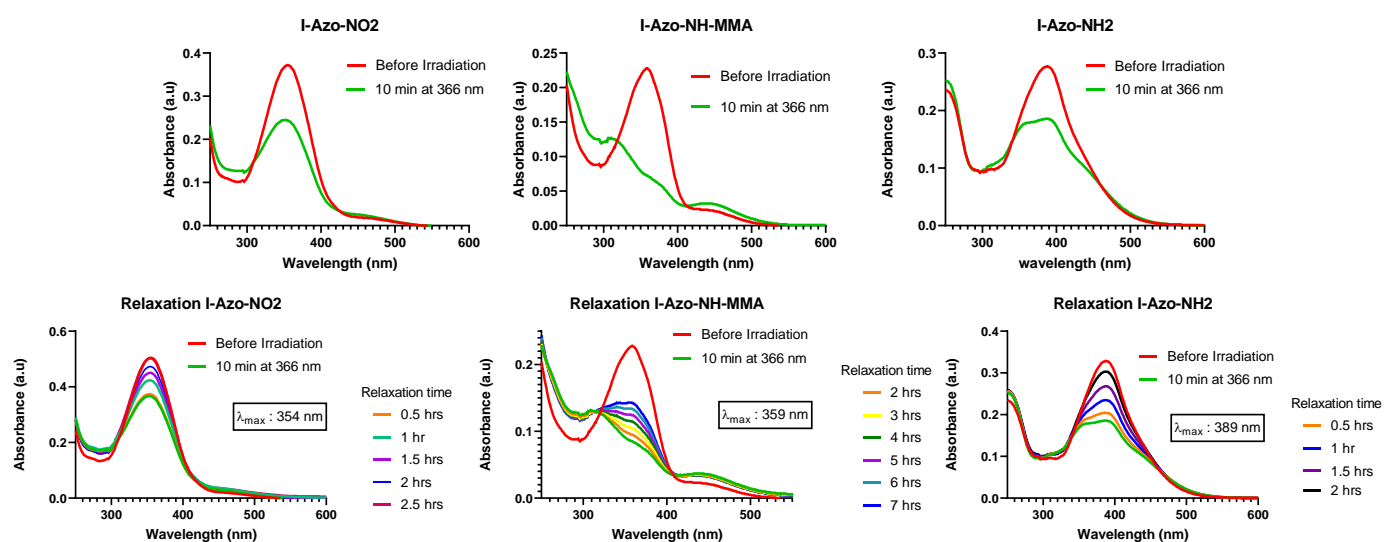 I-Azo-NO2
Absorbance (a.u)
0.4
0.3
0.2
0.1
0.0
300
400
500
600
Wavelength (nm)
Before Irradiation
10 min at 366 nm
I-Azo-NH-MMA
Absorbance (a.u)
0.25
0.20
0.15
0.10
0.05
0.00
300
400
500
600
Wavelength (nm)
Before Irradiation
10 min at 366 nm
I-Azo-NH2
Absorbance (a.u)
0.3
0.2
0.1
0.0
300
400
500
600
wavelength (nm)
Before Irradiation
10 min at 366 nm
Relaxation I-Azo-NO2
Absorbance (a.u)
0.6
0.4
0.2
0.0
300
400
500
600
Wavelength (nm)
Before Irradiation
10 min at 366 nm
λmax : 354 nm
Relaxation time
0.5 hrs
1 hr
1.5 hrs
2 hrs
2.5 hrs
Relaxation I-Azo-NH-MMA
Absorbance (a.u)
0.2
0.1
0.0
300
400
500
Wavelength (nm)
Before Irradiation
10 min at 366 nm
λmax : 359 nm
Relaxation time
2 hrs
3 hrs
4 hrs
5 hrs
6 hrs
7 hrs
Relaxation I-Azo-NH2
Absorbance (a.u)
0.4
0.3
0.2
0.1
0.0
300
400
500
600
Wavelength (nm)
Before Irradiation
10 min at 366 nm
λmax : 389 nm
Relaxation time
0.5 hrs
1 hr
1.5 hrs
2 hrs